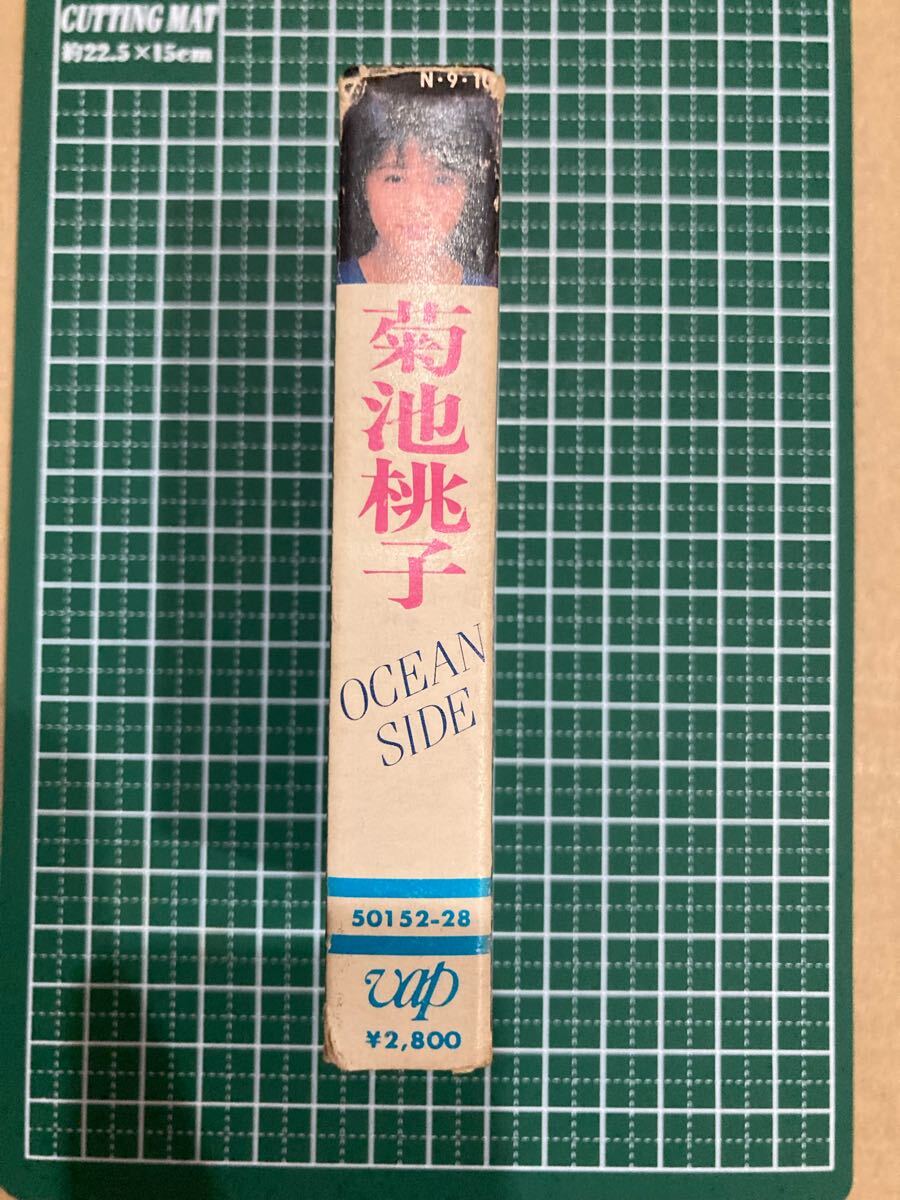 CUTTING MAT
約22.5×15cm
N・9・10
菊池桃子
OCEAN
SIDE
50152-28
vap
¥2,800